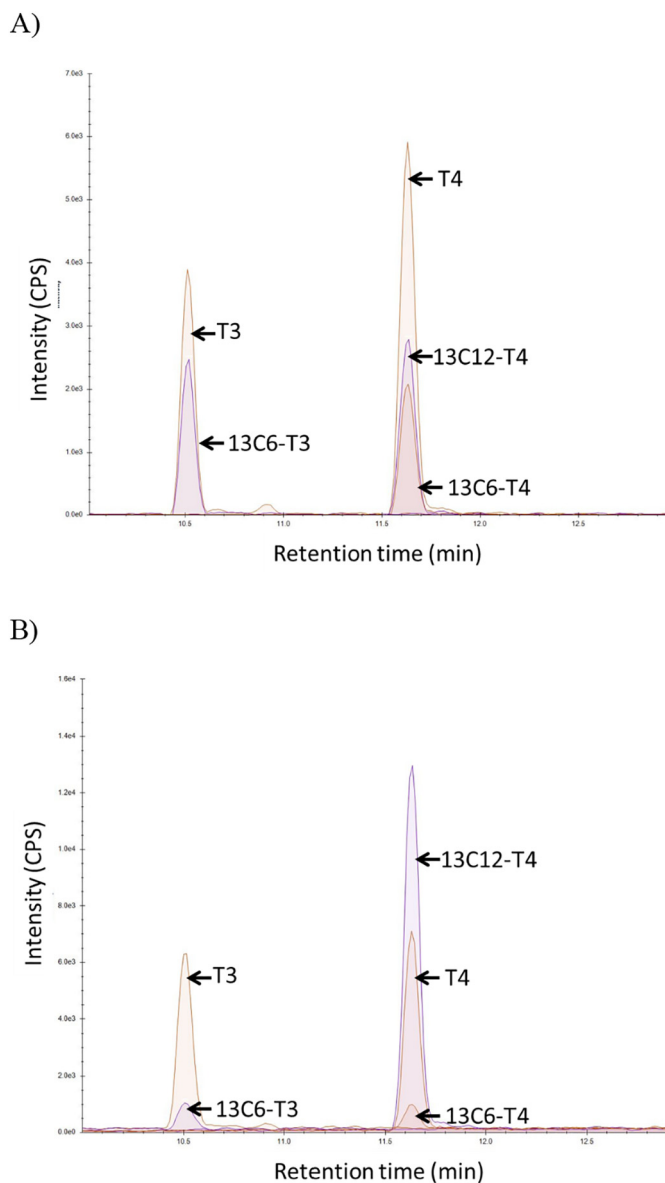 A)
7.0e3
6.0e3
T4
5.0e3
Intensity (CPS)
4.0e3
T3
3.0e3
13C12-T4
2.0e3
13C6-T3
1.0e3
13C6-T4
0.0e0
10.5 11.0 11.5 12.0 12.5
Retention time (min)
B)
1.6e4
1.4e4
1.2e4
Intensity (CPS)
1.0e4
13C12-T4
8.0e3
6.0e3
T3
T4
4.0e3
2.0e3
13C6-T3
13C6-T4
0.0e0
10.5 11.0 11.5 12.0 12.5
Retention time (min)